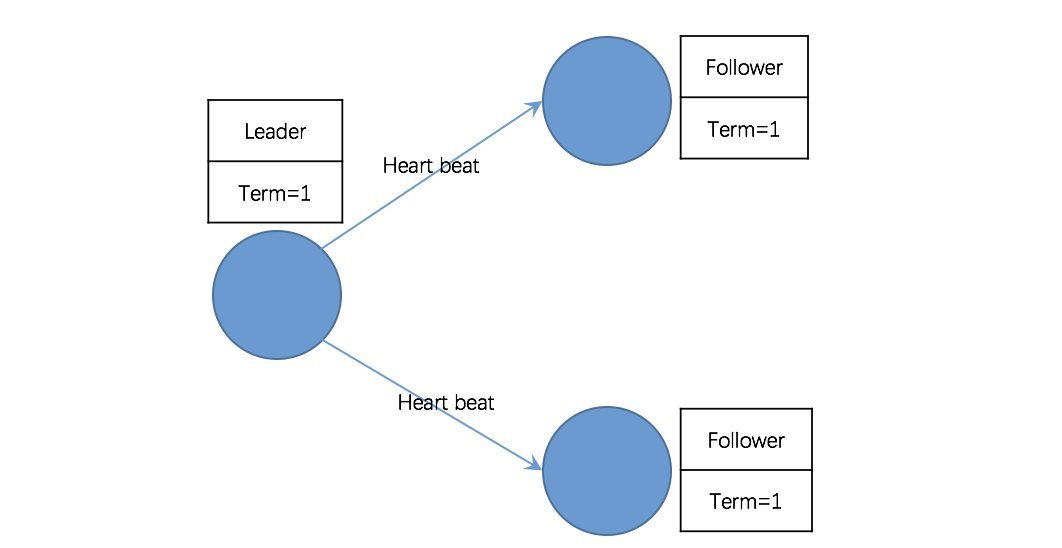 Follower
Term=1
Leader
Term=1
Heart beat
Heart beat
Follower
Term=1